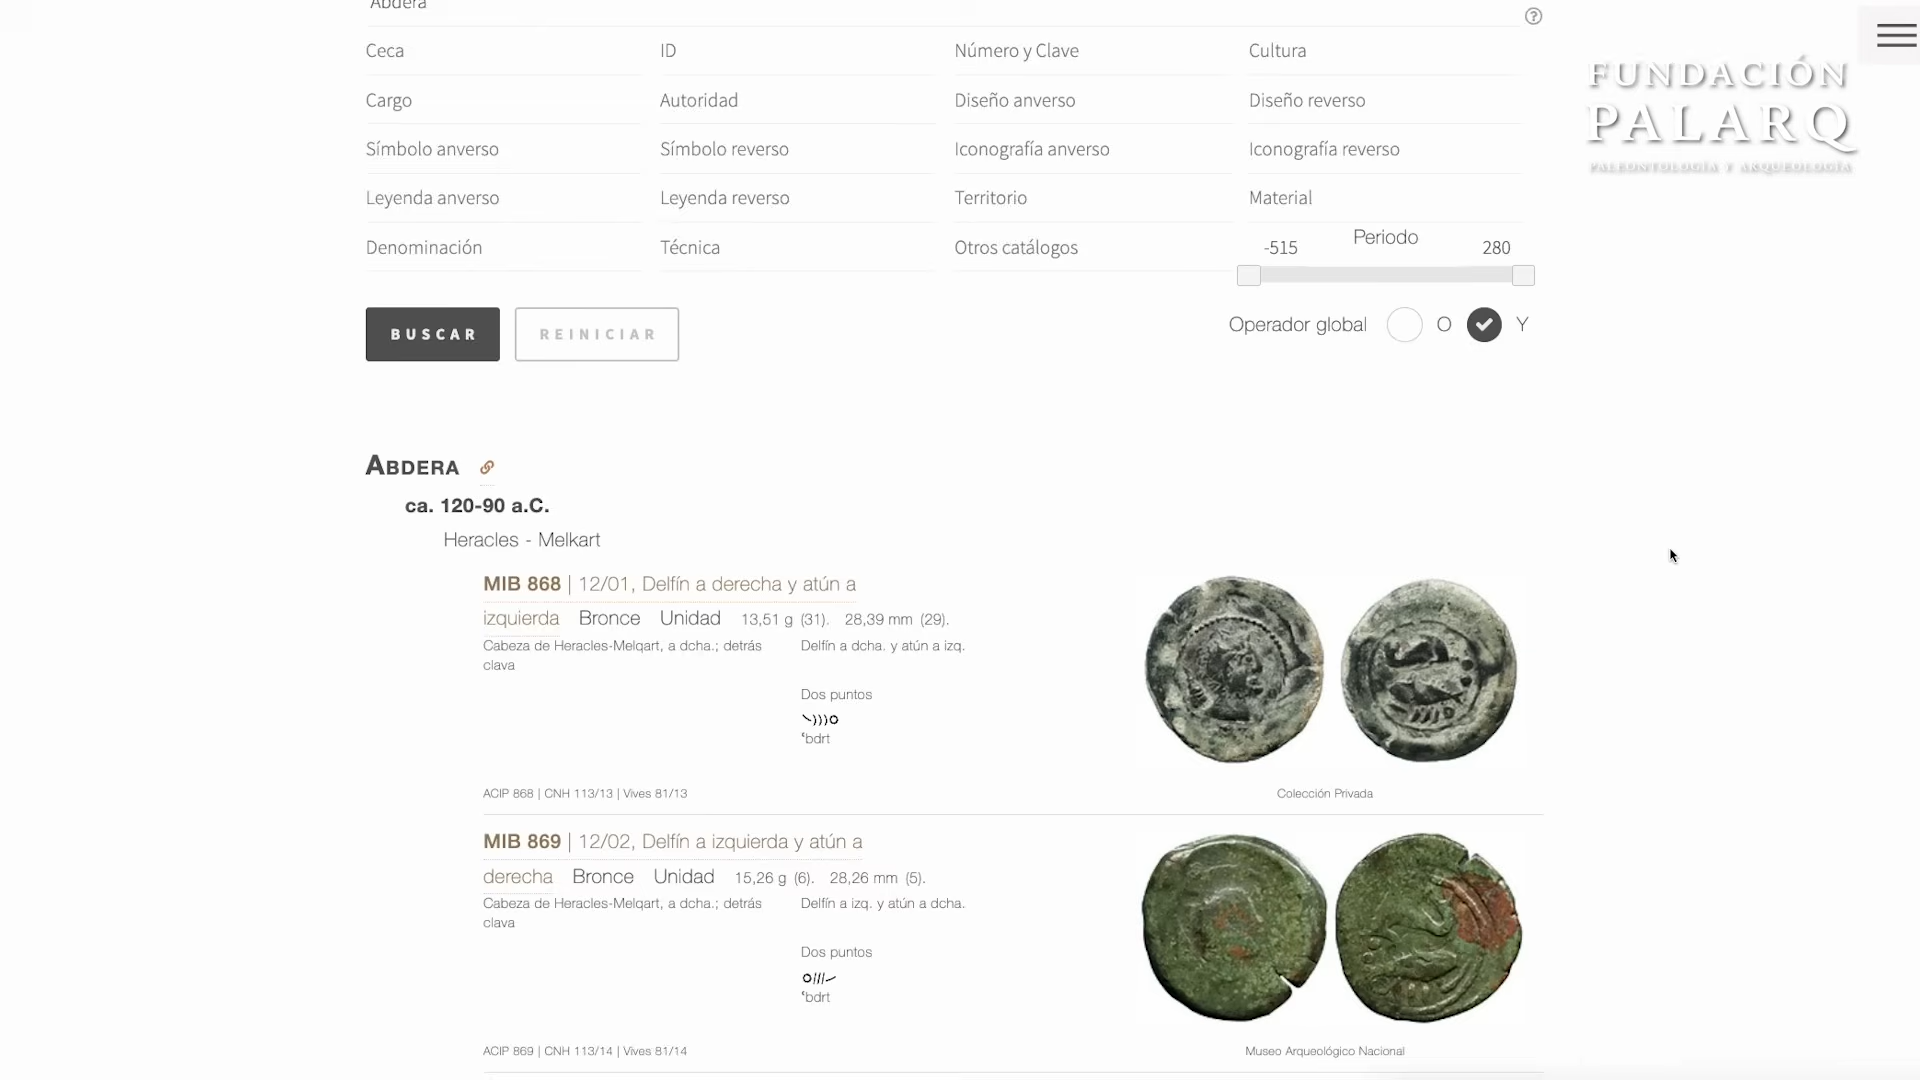 Abdera
Ceca ID Número y Clave Cultura
Cargo Autoridad Diseño anverso Diseño reverso
Símbolo anverso Símbolo reverso Iconografía anverso Iconografía reverso
Leyenda anverso Leyenda reverso Territorio Material
Denominación Técnica Otros catálogos -515 Periodo 280
BUSCAR REINICIAR Operador global O Y
FUNDACIÓN
PALARQ
PALEONTOLOGÍA Y ARQUEOLOGÍA
ABDERA
ca. 120-90 a.C.
Heracles - Melkart
MIB 868 | 12/01, Delfín a derecha y atún a
izquierda Bronce Unidad 13,51 g (31). 28,39 mm (29).
Cabeza de Heracles-Melqart, a dcha.; detrás
clava
Delfín a dcha. y atún a izq.
Dos puntos
ʿbdrt
ACIP 868 | CNH 113/13 | Vives 81/13
Colección Privada
MIB 869 | 12/02, Delfín a izquierda y atún a
derecha Bronce Unidad 15,26 g (6). 28,26 mm (5).
Cabeza de Heracles-Melqart, a dcha.; detrás
clava
Delfín a izq. y atún a dcha.
Dos puntos
ʿbdrt
ACIP 869 | CNH 113/14 | Vives 81/14
Museo Arqueológico Nacional